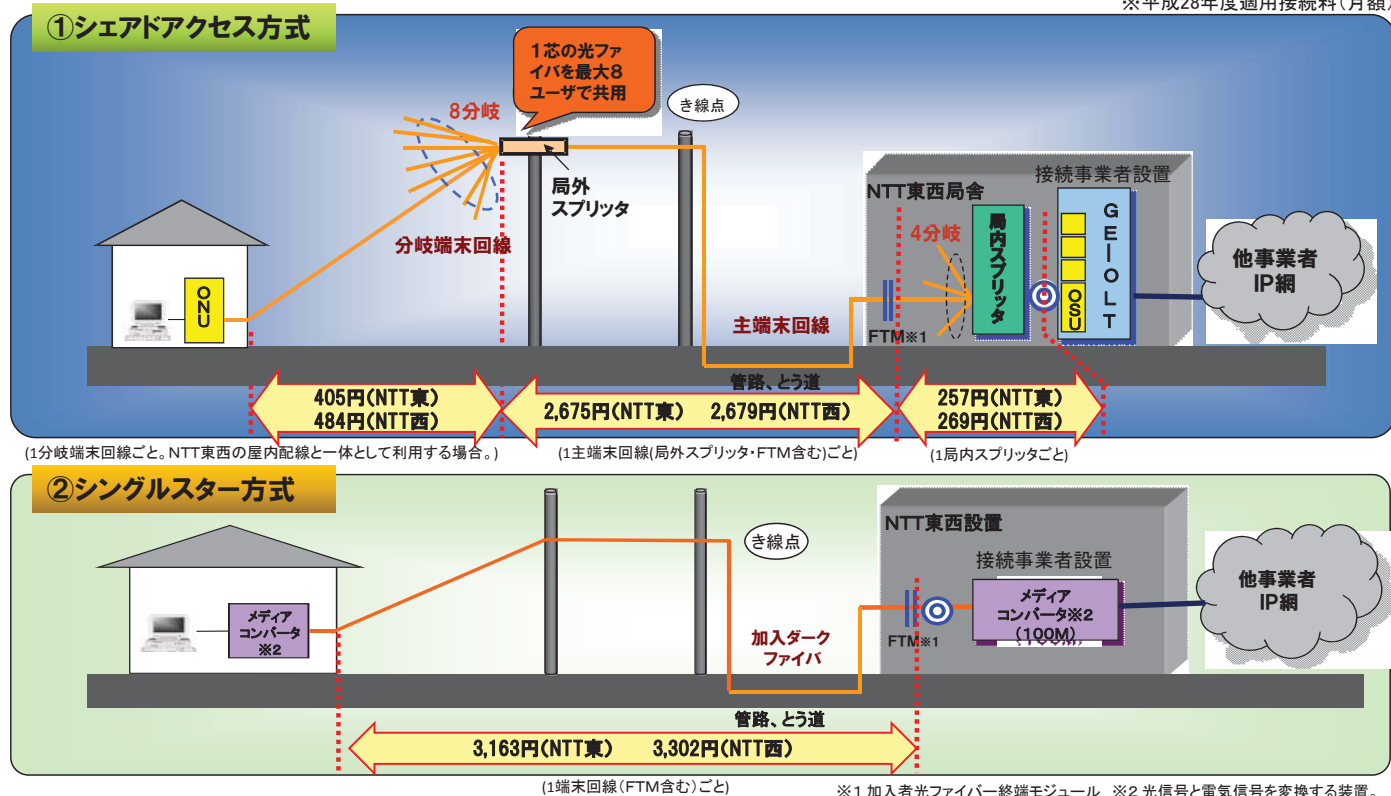 ※平成28年度適用接続料(月額)
①シェアドアクセス方式
1芯の光ファ
イバを最大8
ユーザで共用
き線点
8分岐
局外
スプリッタ
分岐端末回線
ONU
主端末回線
NTT東西局舎
接続事業者設置
4分岐
局内スプリッタ
GE|OLT
OSU
FTM※1
他事業者
IP網
管路、とう道
405円(NTT東)
484円(NTT西)
2,675円(NTT東) 2,679円(NTT西)
257円(NTT東)
269円(NTT西)
(1分岐端末回線ごと。NTT東西の屋内配線と一体として利用する場合。)
(1主端末回線(局外スプリッタ・FTM含む)ごと)
(1局内スプリッタごと)
②シングルスター方式
き線点
メディア
コンバータ
※2
加入ダーク
ファイバ
NTT東西設置
接続事業者設置
メディア
コンバータ※2
(100M)
FTM※1
他事業者
IP網
管路、とう道
3,163円(NTT東) 3,302円(NTT西)
(1端末回線(FTM含む)ごと)
※1 加入者光ファイバー終端モジュール ※2 光信号と電気信号を変換する装置。